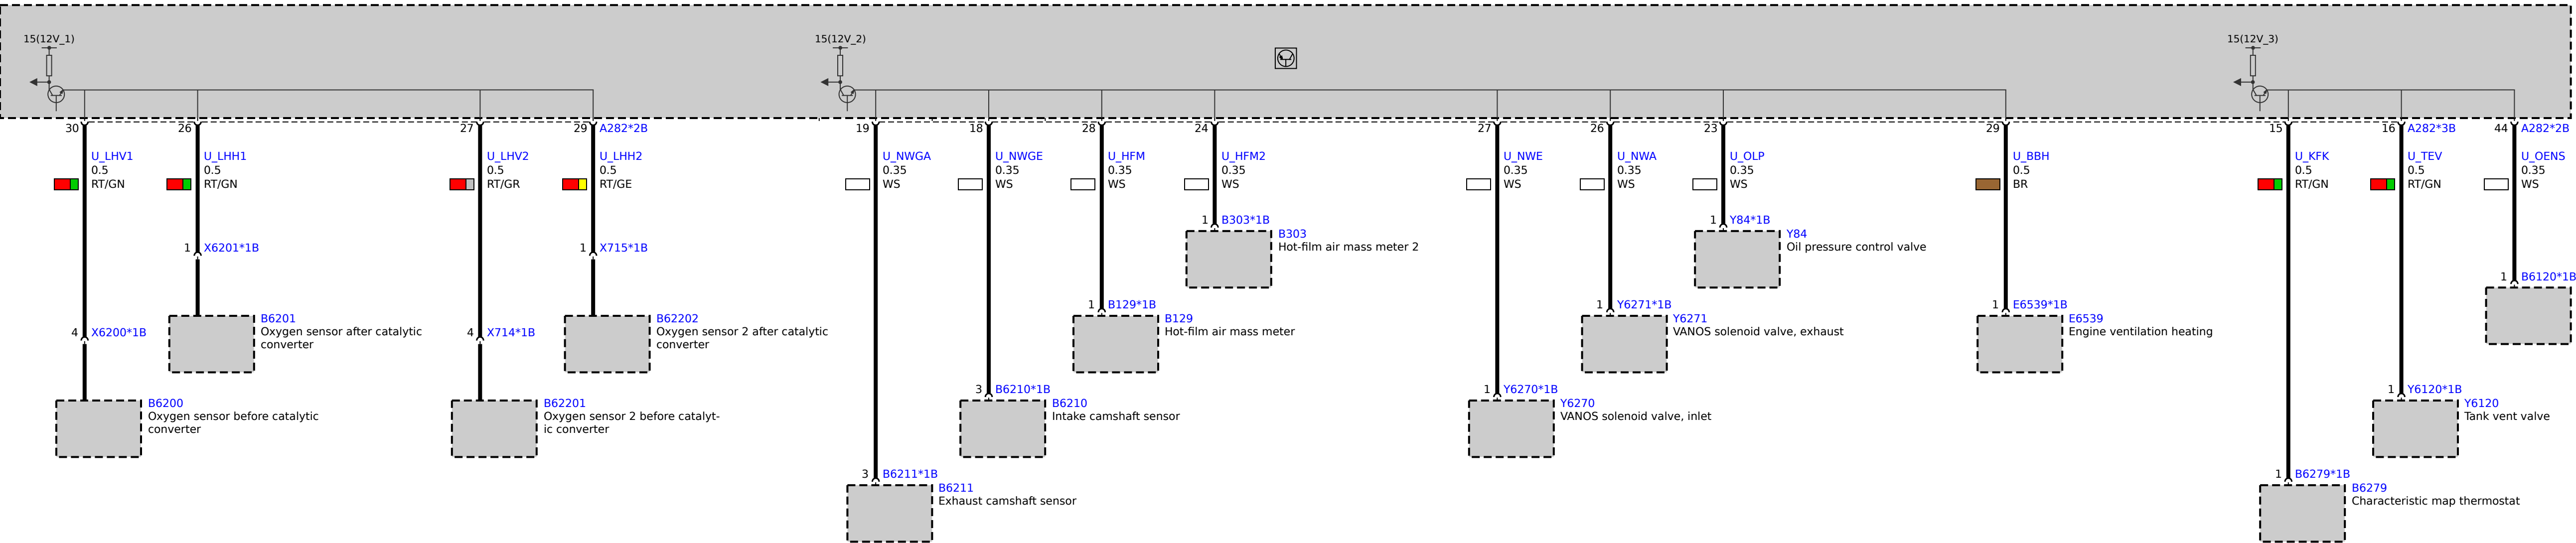 15(12V_1)
15(12V_2)
15(12V_3)
30
26
27
29
A282*2B
19
18
28
24
27
26
23
29
15
16
A282*3B
44
A282*2B
U_LHV1
0.5
RT/GN
U_LHH1
0.5
RT/GN
U_LHV2
0.5
RT/GR
U_LHH2
0.5
RT/GE
U_NWGA
0.35
WS
U_NWGE
0.35
WS
U_HFM
0.35
WS
U_HFM2
0.35
WS
U_NWE
0.35
WS
U_NWA
0.35
WS
U_OLP
0.35
WS
U_BBH
0.5
BR
U_KFK
0.5
RT/GN
U_TEV
0.5
RT/GN
U_OENS
0.35
WS
1 B303*1B
B303
Hot-film air mass meter 2
1 Y84*1B
Y84
Oil pressure control valve
1 X6201*1B
1 X715*1B
1 B6120*1B
1 B129*1B
1 Y6271*1B
1 E6539*1B
B6201
Oxygen sensor after catalytic
converter
B62202
Oxygen sensor 2 after catalytic
converter
B129
Hot-film air mass meter
Y6271
VANOS solenoid valve, exhaust
E6539
Engine ventilation heating
4 X6200*1B
4 X714*1B
3 B6210*1B
1 Y6270*1B
1 Y6120*1B
B6200
Oxygen sensor before catalytic
converter
B62201
Oxygen sensor 2 before catalyt-
ic converter
B6210
Intake camshaft sensor
Y6270
VANOS solenoid valve, inlet
Y6120
Tank vent valve
3 B6211*1B
1 B6279*1B
B6211
Exhaust camshaft sensor
B6279
Characteristic map thermostat